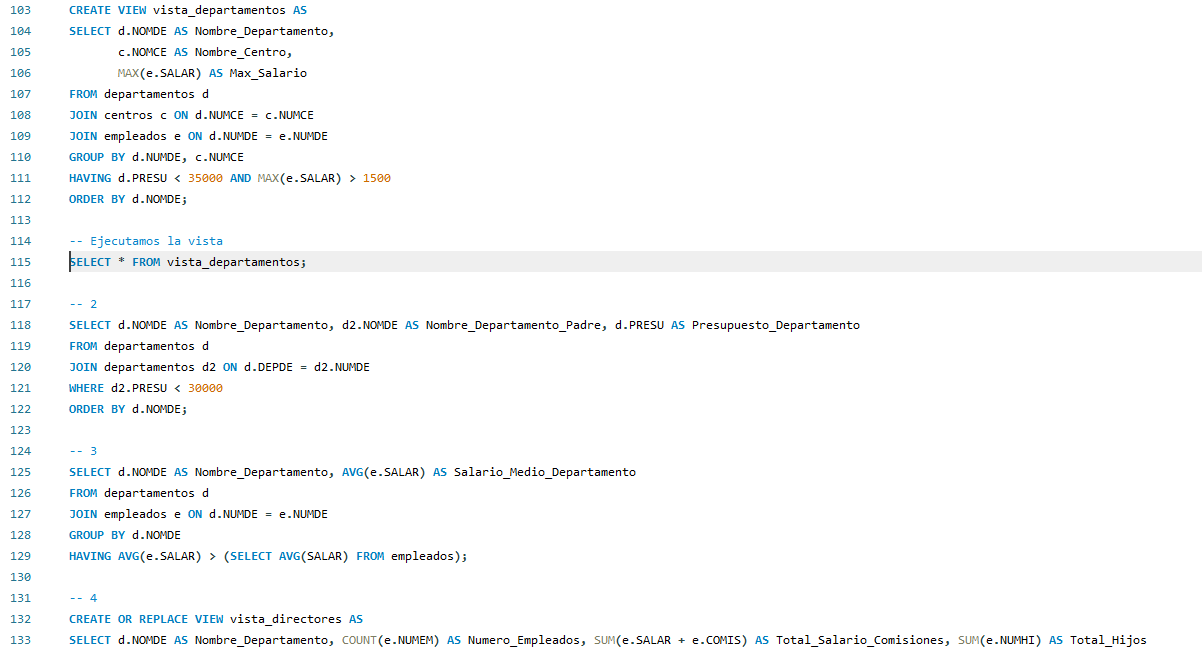 103 CREATE VIEW vista_departamentos AS
104 SELECT d.NOMDE AS Nombre_Departamento,
105        c.NOMCE AS Nombre_Centro,
106        MAX(e.SALAR) AS Max_Salario
107 FROM departamentos d
108 JOIN centros c ON d.NUMCE = c.NUMCE
109 JOIN empleados e ON d.NUMDE = e.NUMDE
110 GROUP BY d.NUMDE, c.NUMCE
111 HAVING d.PRESU < 35000 AND MAX(e.SALAR) > 1500
112 ORDER BY d.NOMDE;
113
114 -- Ejecutamos la vista
115 SELECT * FROM vista_departamentos;
116
117 -- 2
118 SELECT d.NOMDE AS Nombre_Departamento, d2.NOMDE AS Nombre_Departamento_Padre, d.PRESU AS Presupuesto_Departamento
119 FROM departamentos d
120 JOIN departamentos d2 ON d.DEPDE = d2.NUMDE
121 WHERE d2.PRESU < 30000
122 ORDER BY d.NOMDE;
123
124 -- 3
125 SELECT d.NOMDE AS Nombre_Departamento, AVG(e.SALAR) AS Salario_Medio_Departamento
126 FROM departamentos d
127 JOIN empleados e ON d.NUMDE = e.NUMDE
128 GROUP BY d.NOMDE
129 HAVING AVG(e.SALAR) > (SELECT AVG(SALAR) FROM empleados);
130
131 -- 4
132 CREATE OR REPLACE VIEW vista_directores AS
133 SELECT d.NOMDE AS Nombre_Departamento, COUNT(e.NUMEM) AS Numero_Empleados, SUM(e.SALAR + e.COMIS) AS Total_Salario_Comisiones, SUM(e.NUMHI) AS Total_Hijos